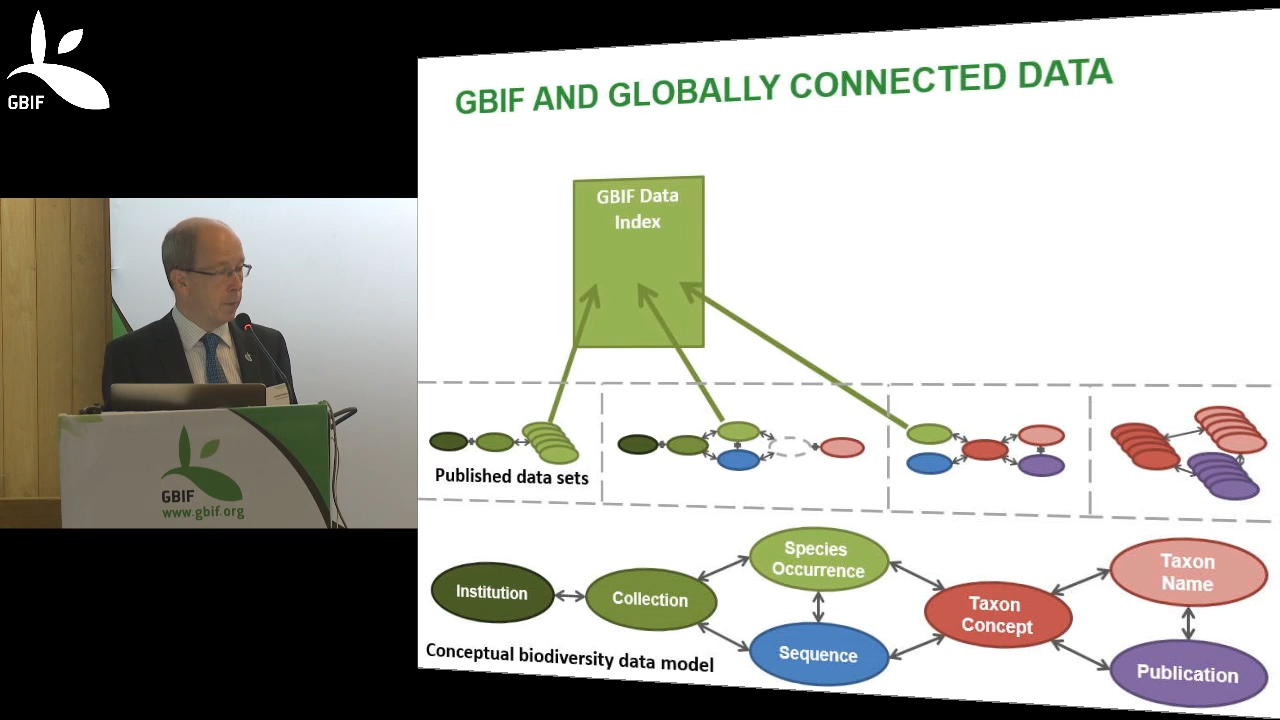 GBIF
GBIF AND GLOBALLY CONNECTED DATA
GBIF Data
Index
Published data sets
Institution
Collection
Species
Occurrence
Sequence
Taxon
Concept
Taxon
Name
Publication
Conceptual biodiversity data model
GBIF
www.gbif.org